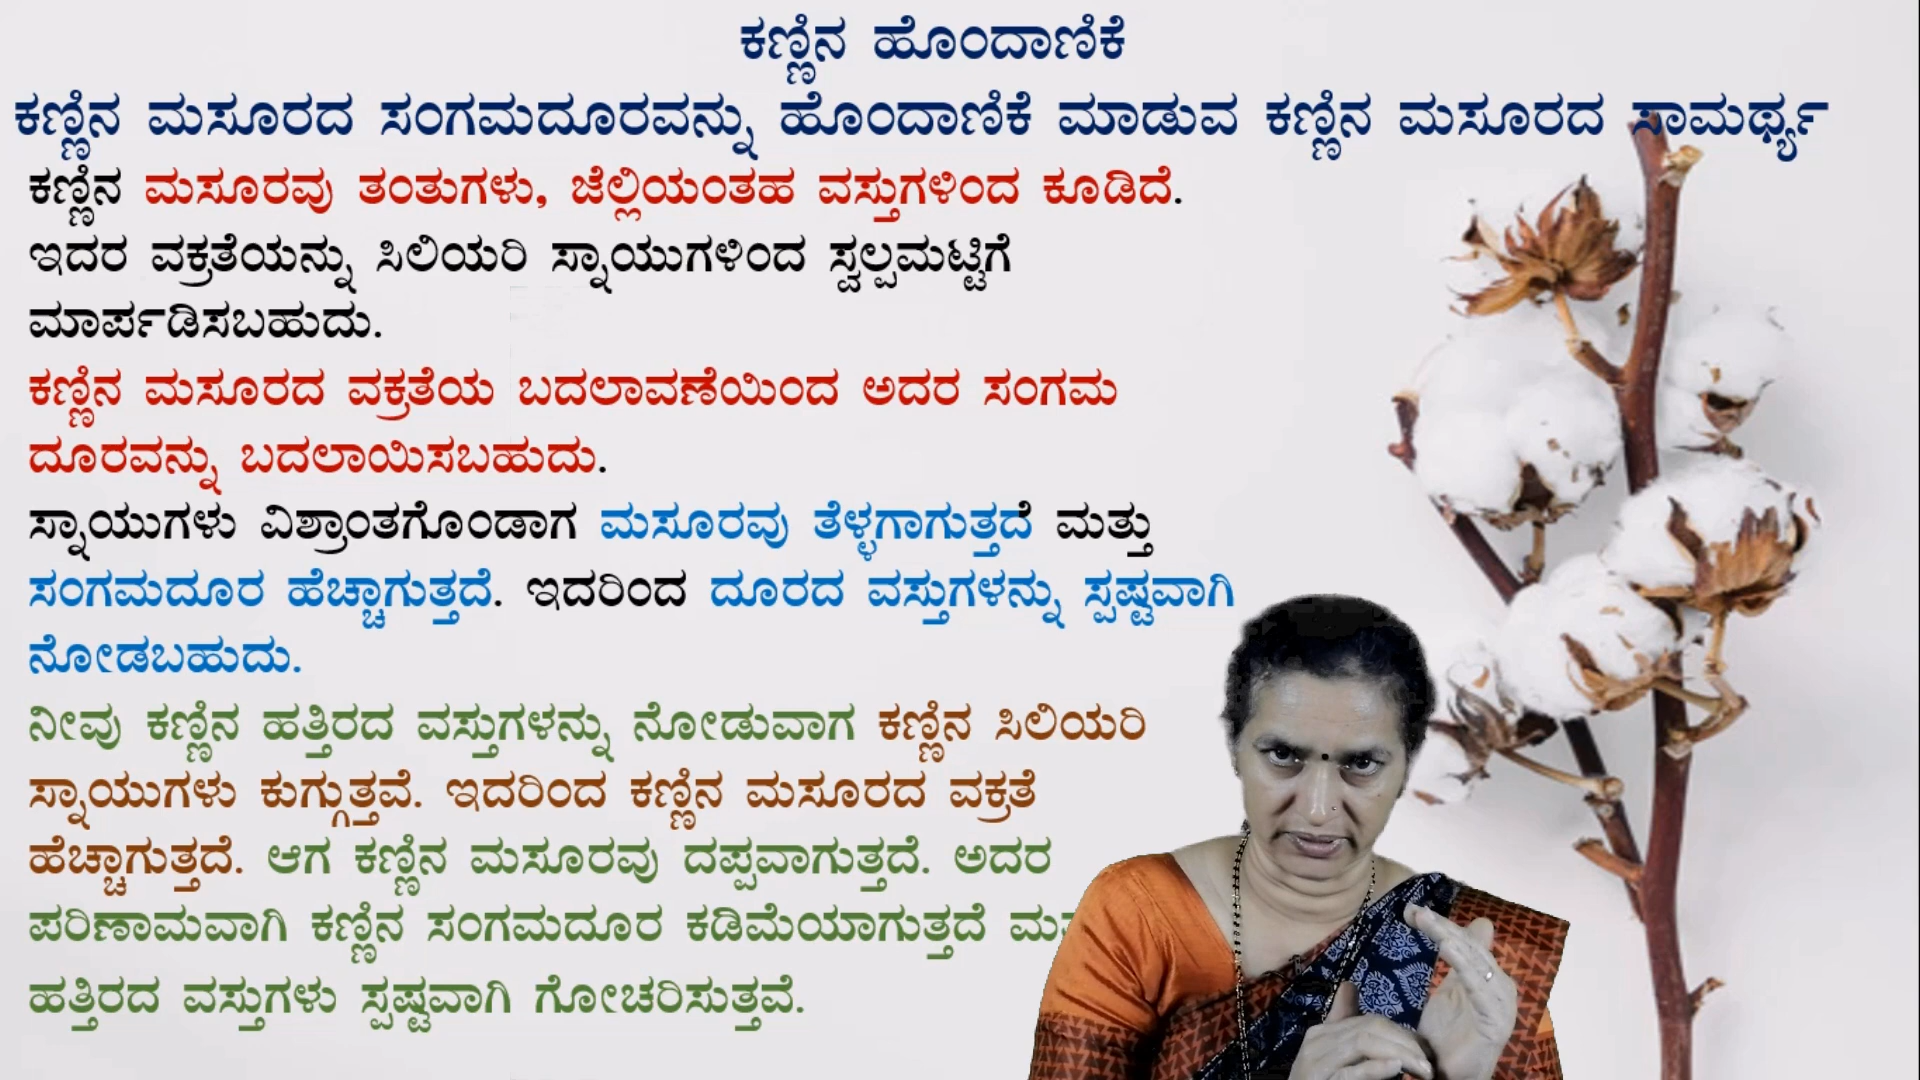 ಕಣ್ಣಿನ ಹೊಂದಾಣಿಕೆ
ಕಣ್ಣಿನ ಮಸೂರದ ಸಂಗಮದೂರವನ್ನು ಹೊಂದಾಣಿಕೆ ಮಾಡುವ ಕಣ್ಣಿನ ಮಸೂರದ ಸಾಮರ್ಥ್ಯ
ಕಣ್ಣಿನ ಮಸೂರವು ತಂತುಗಳು, ಜೆಲ್ಲಿಯಂತಹ ವಸ್ತುಗಳಿಂದ ಕೂಡಿದೆ.
ಇದರ ವಕ್ರತೆಯನ್ನು ಸಿಲಿಯರಿ ಸ್ನಾಯುಗಳಿಂದ ಸ್ವಲ್ಪಮಟ್ಟಿಗೆ
ಮಾರ್ಪಡಿಸಬಹುದು.
ಕಣ್ಣಿನ ಮಸೂರದ ವಕ್ರತೆಯ ಬದಲಾವಣೆಯಿಂದ ಅದರ ಸಂಗಮ
ದೂರವನ್ನು ಬದಲಾಯಿಸಬಹುದು.
ಸ್ನಾಯುಗಳು ವಿಶ್ರಾಂತಗೊಂಡಾಗ ಮಸೂರವು ತೆಳ್ಳಗಾಗುತ್ತದೆ ಮತ್ತು
ಸಂಗಮದೂರ ಹೆಚ್ಚಾಗುತ್ತದೆ. ಇದರಿಂದ ದೂರದ ವಸ್ತುಗಳನ್ನು ಸ್ಪಷ್ಟವಾಗಿ
ನೋಡಬಹುದು.
ನೀವು ಕಣ್ಣಿನ ಹತ್ತಿರದ ವಸ್ತುಗಳನ್ನು ನೋಡುವಾಗ ಕಣ್ಣಿನ ಸಿಲಿಯರಿ
ಸ್ನಾಯುಗಳು ಕುಗ್ಗುತ್ತವೆ. ಇದರಿಂದ ಕಣ್ಣಿನ ಮಸೂರದ ವಕ್ರತೆ
ಹೆಚ್ಚಾಗುತ್ತದೆ. ಆಗ ಕಣ್ಣಿನ ಮಸೂರವು ದಪ್ಪವಾಗುತ್ತದೆ. ಅದರ
ಪರಿಣಾಮವಾಗಿ ಕಣ್ಣಿನ ಸಂಗಮದೂರ ಕಡಿಮೆಯಾಗುತ್ತದೆ
ಹತ್ತಿರದ ವಸ್ತುಗಳು ಸ್ಪಷ್ಟವಾಗಿ ಗೋಚರಿಸುತ್ತವೆ.